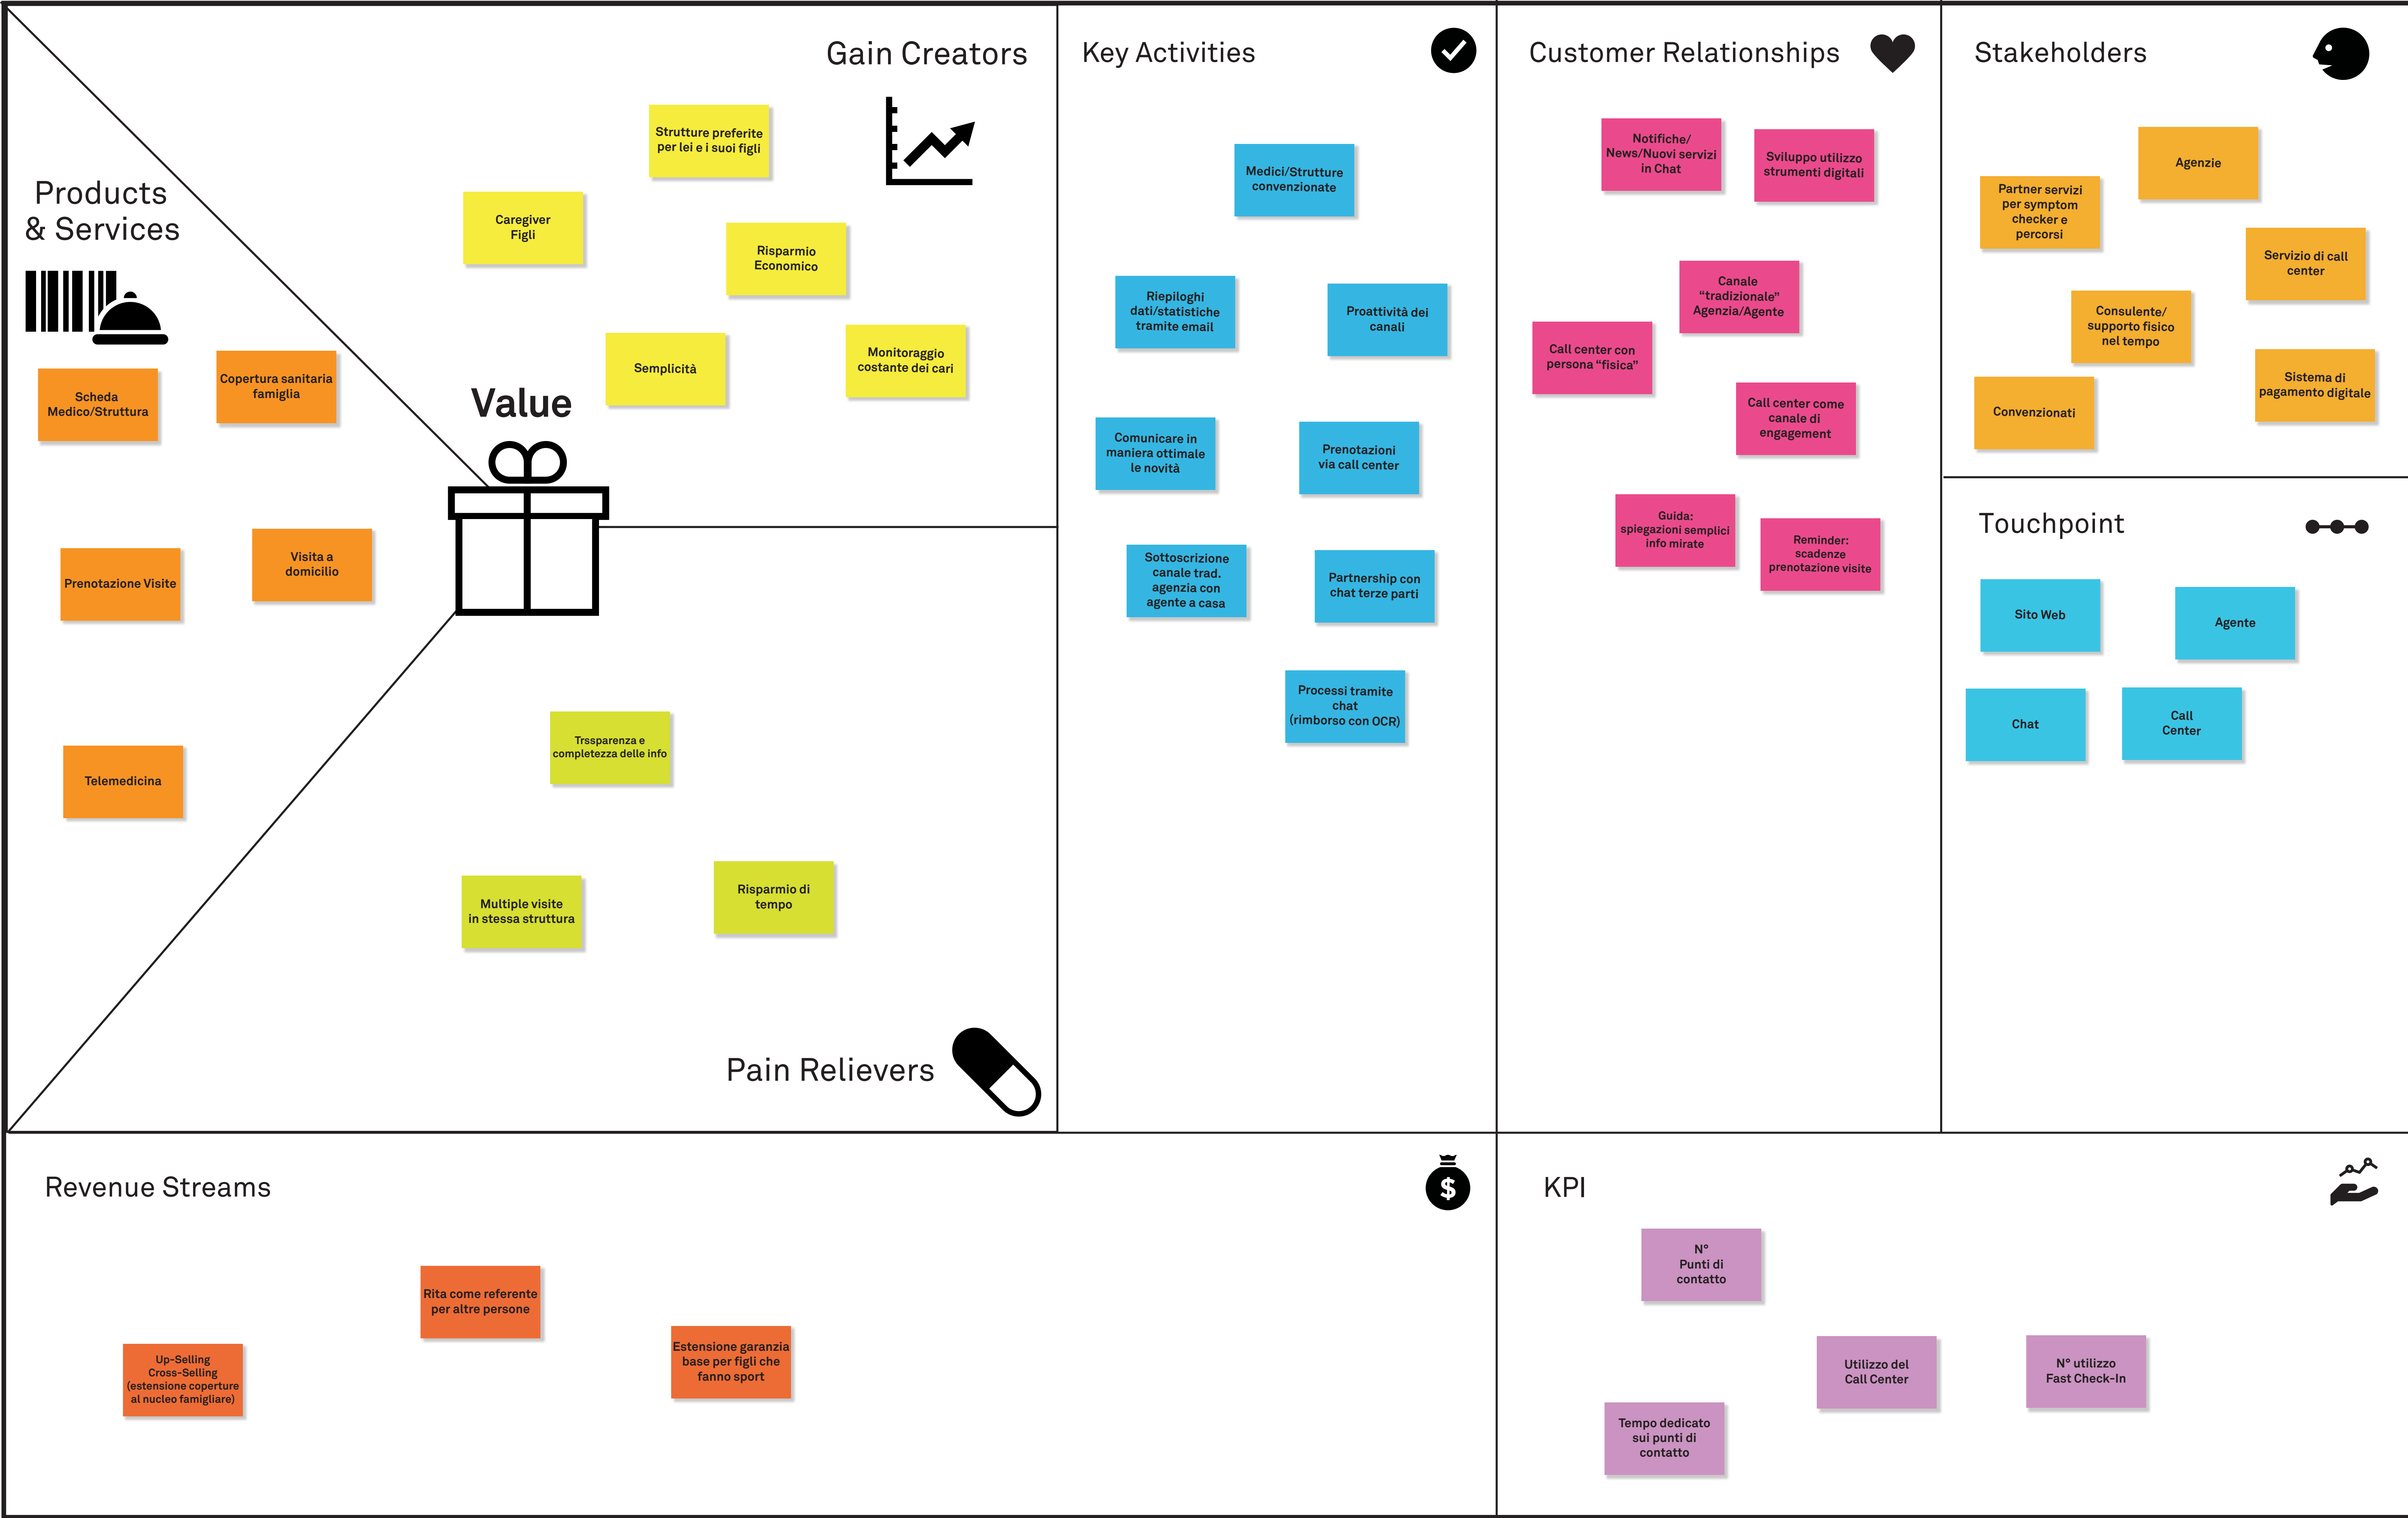 Products
& Services
Scheda
Medico/Struttura
Copertura sanitaria
famiglia
Prenotazione Visite
Visita a
domicilio
Telemedicina
Value
Gain Creators
Strutture preferite
per lei e i suoi figli
Caregiver
Figli
Risparmio
Economico
Semplicità
Monitoraggio
costante dei cari
Trssparenza e
completezza delle info
Multiple visite
in stessa struttura
Risparmio di
tempo
Pain Relievers
Key Activities
Medici/Strutture
convenzionate
Riepiloghi
dati/statistiche
tramite email
Proattività dei
canali
Comunicare in
maniera ottimale
le novità
Prenotazioni
via call center
Sottoscrizione
canale trad.
agenzia con
agente a casa
Partnership con
chat terze parti
Processi tramite
chat
(rimborso con OCR)
Customer Relationships
Notifiche/
News/Nuovi servizi
in Chat
Sviluppo utilizzo
strumenti digitali
Canale
“tradizionale”
Agenzia/Agente
Call center con
persona “fisica”
Call center come
canale di
engagement
Guida:
spiegazioni semplici
info mirate
Reminder:
scadenze
prenotazione visite
Stakeholders
Agenzie
Partner servizi
per symptom
checker e
percorsi
Servizio di call
center
Consulente/
supporto fisico
nel tempo
Sistema di
pagamento digitale
Convenzionati
Touchpoint
Sito Web
Agente
Chat
Call
Center
Revenue Streams
$
Rita come referente
per altre persone
Estensione garanzia
base per figli che
fanno sport
Up-Selling
Cross-Selling
(estensione coperture
al nucleo famigliare)
KPI
N°
Punti di
contatto
Utilizzo del
Call Center
N° utilizzo
Fast Check-In
Tempo dedicato
sui punti di
contatto